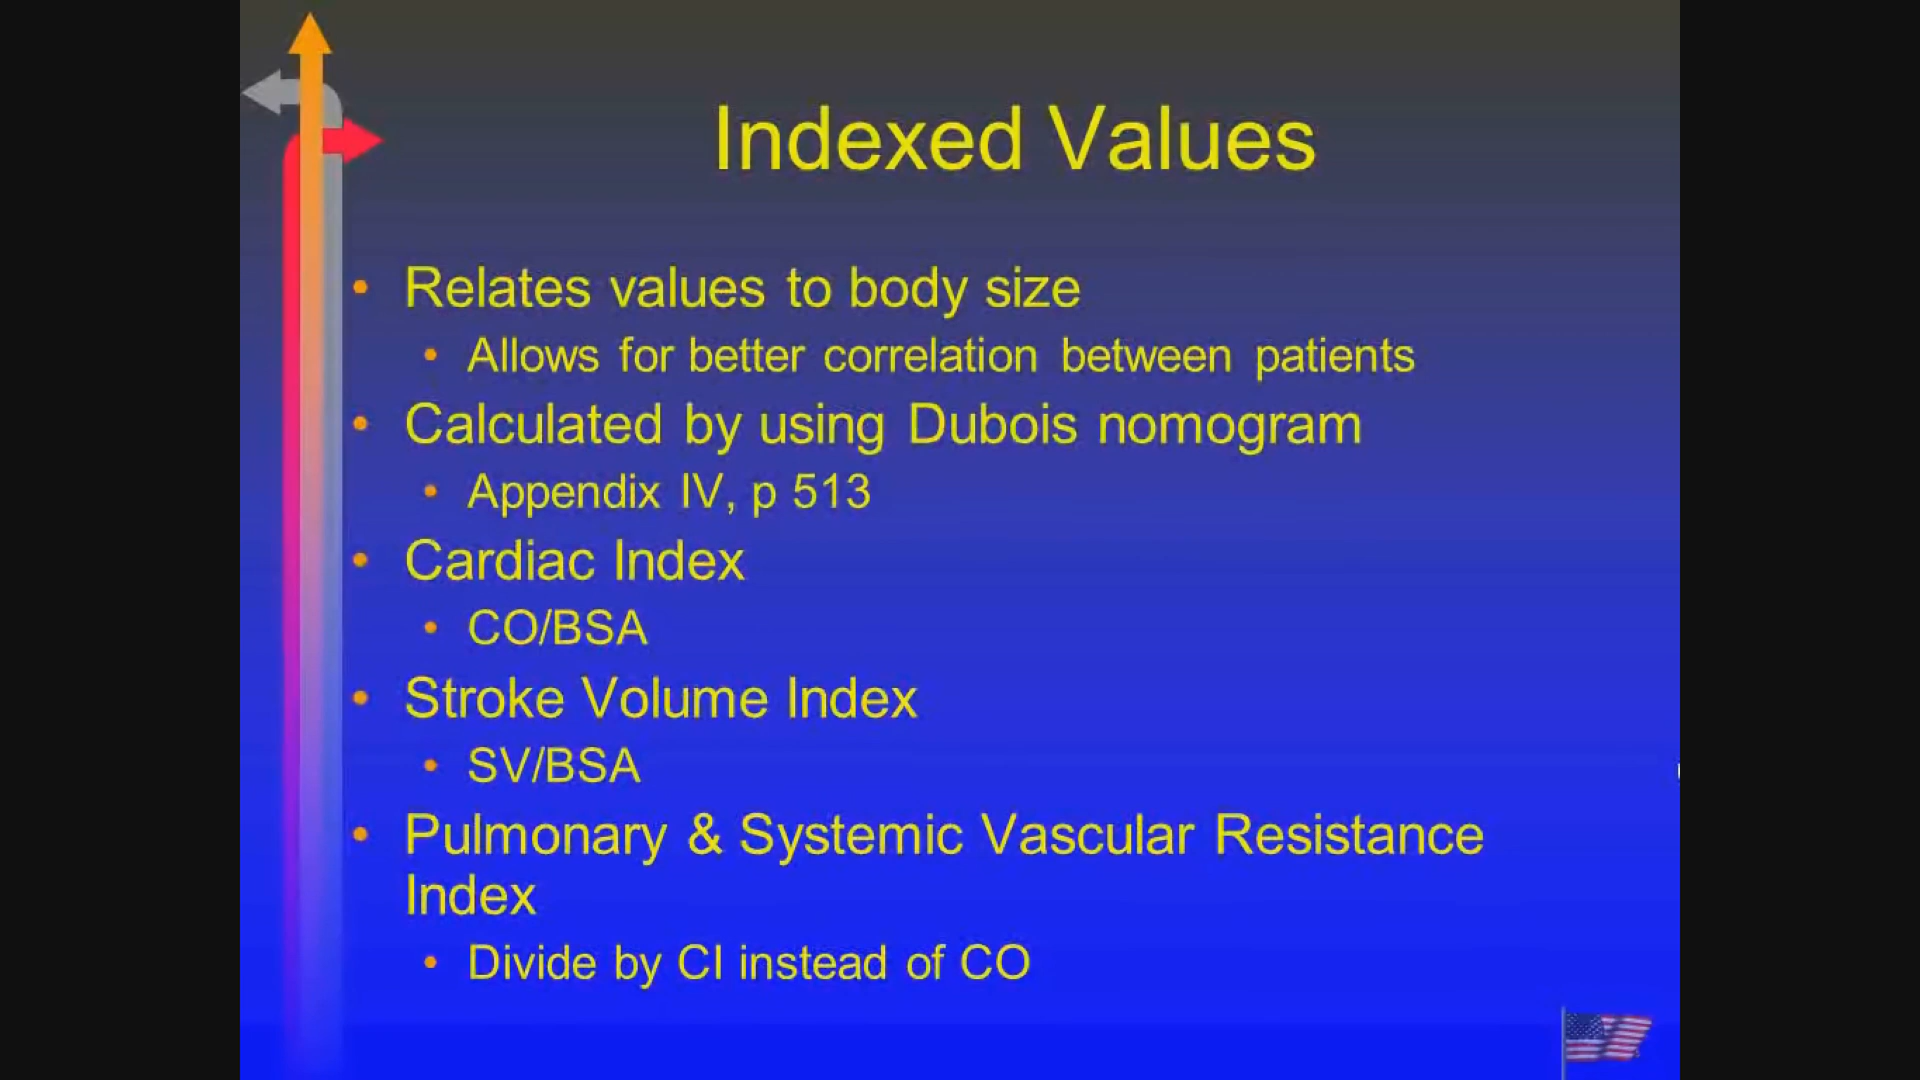 Indexed Values
• Relates values to body size
• Allows for better correlation between patients
• Calculated by using Dubois nomogram
• Appendix IV, p 513
• Cardiac Index
• CO/BSA
• Stroke Volume Index
• SV/BSA
• Pulmonary & Systemic Vascular Resistance
Index
• Divide by CI instead of CO